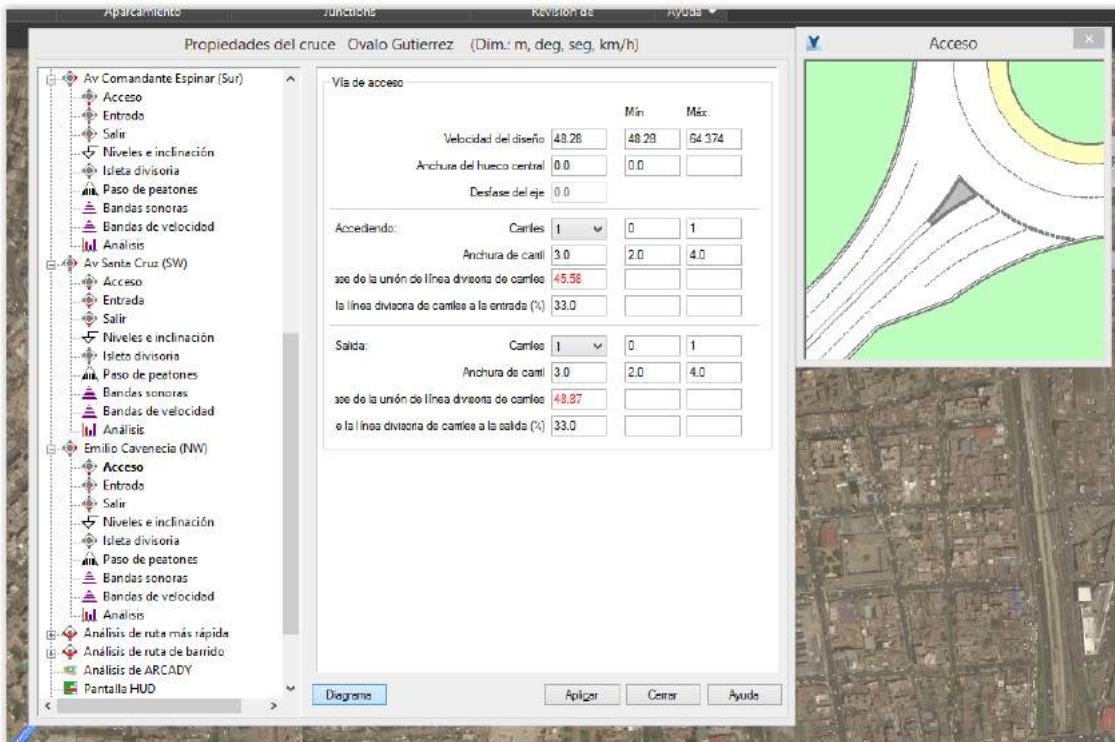 Aparcamiento Junctions Revisión de Ayuda
Propiedades del cruce Ovalo Gutierrez (Dim.: m, deg, seg, km/h)
Acceso
Av Comandante Espinar (Sur)
Acceso
Entrada
Salir
Niveles e inclinación
Isleta divisoria
Paso de peatones
Bandas sonoras
Bandas de velocidad
Análisis
Av Santa Cruz (SW)
Acceso
Entrada
Salir
Niveles e inclinación
Isleta divisoria
Paso de peatones
Bandas sonoras
Bandas de velocidad
Análisis
Emilio Cavenecia (NW)
Acceso
Entrada
Salir
Niveles e inclinación
Isleta divisoria
Paso de peatones
Bandas sonoras
Bandas de velocidad
Análisis
Análisis de ruta más rápida
Análisis de ruta de barrido
Análisis de ARCADY
Pantalla HUD
Vía de acceso
Mín Máx
Velocidad del diseño 48.28 48.28 64.374
Anchura del hueco central 0.0 0.0
Desfase del eje 0.0
Accediendo: Carriles 1 0 1
Anchura de carril 3.0 2.0 4.0
ase de la unión de línea divisoria de carriles 45.58
la línea divisoria de carriles a la entrada (%) 33.0
Salida: Carriles 1 0 1
Anchura de carril 3.0 2.0 4.0
ase de la unión de línea divisoria de carriles 48.87
e la línea divisoria de carriles a la salida (%) 33.0
Diagrama Aplicar Cerrar Ayuda